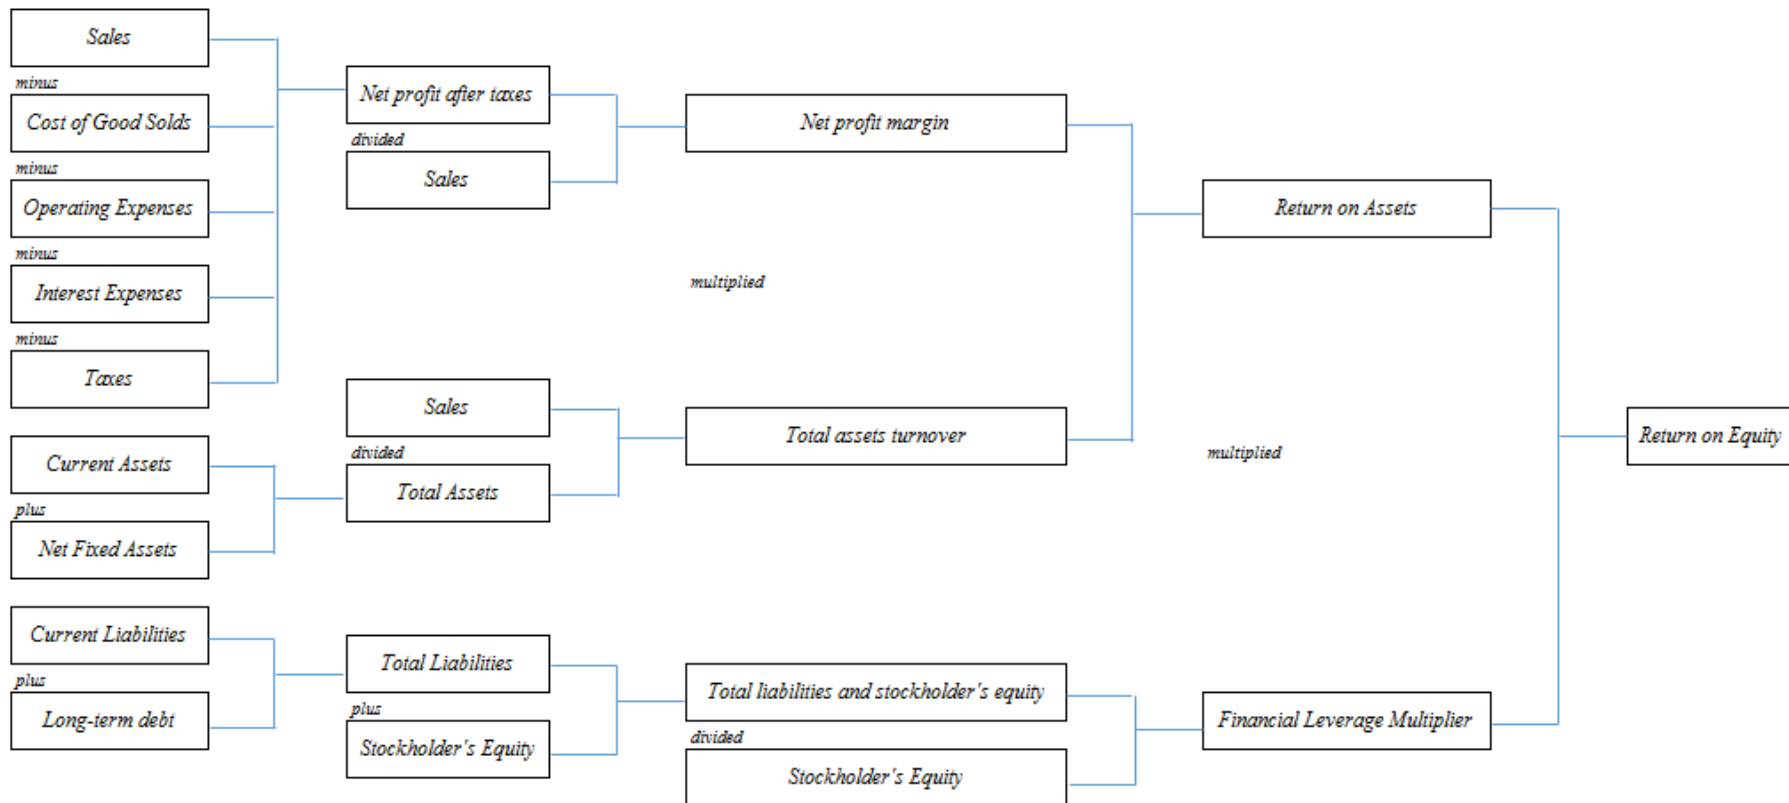 Sales
minus
Cost of Good Solds
minus
Operating Expenses
minus
Interest Expenses
minus
Taxes
Current Assets
plus
Net Fixed Assets
Current Liabilities
plus
Long-term debt
Net profit after taxes
divided
Sales
Sales
divided
Total Assets
Total Liabilities
plus
Stockholder's Equity
Net profit margin
multiplied
Total assets turnover
Total liabilities and stockholder's equity
divided
Stockholder's Equity
Return on Assets
multiplied
Financial Leverage Multiplier
Return on Equity